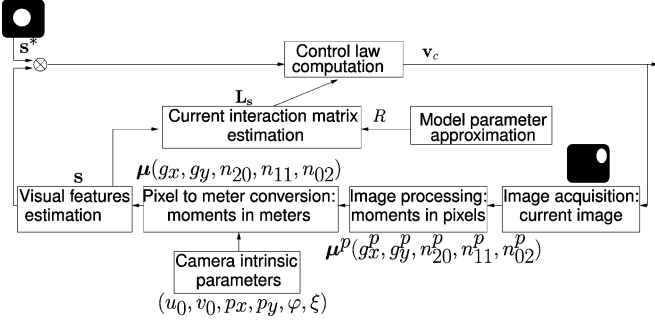 s*
Control law
computation
v_c
L_s
Current interaction matrix
estimation
R
Model parameter
approximation
μ(g_x, g_y, n_20, n_11, n_02)
s
Visual features
estimation
Pixel to meter conversion:
moments in meters
Image processing:
moments in pixels
Image acquisition:
current image
μ^p(g_x^p, g_y^p, n_20^p, n_11^p, n_02^p)
Camera intrinsic
parameters
(u_0, v_0, p_x, p_y, φ, ξ)